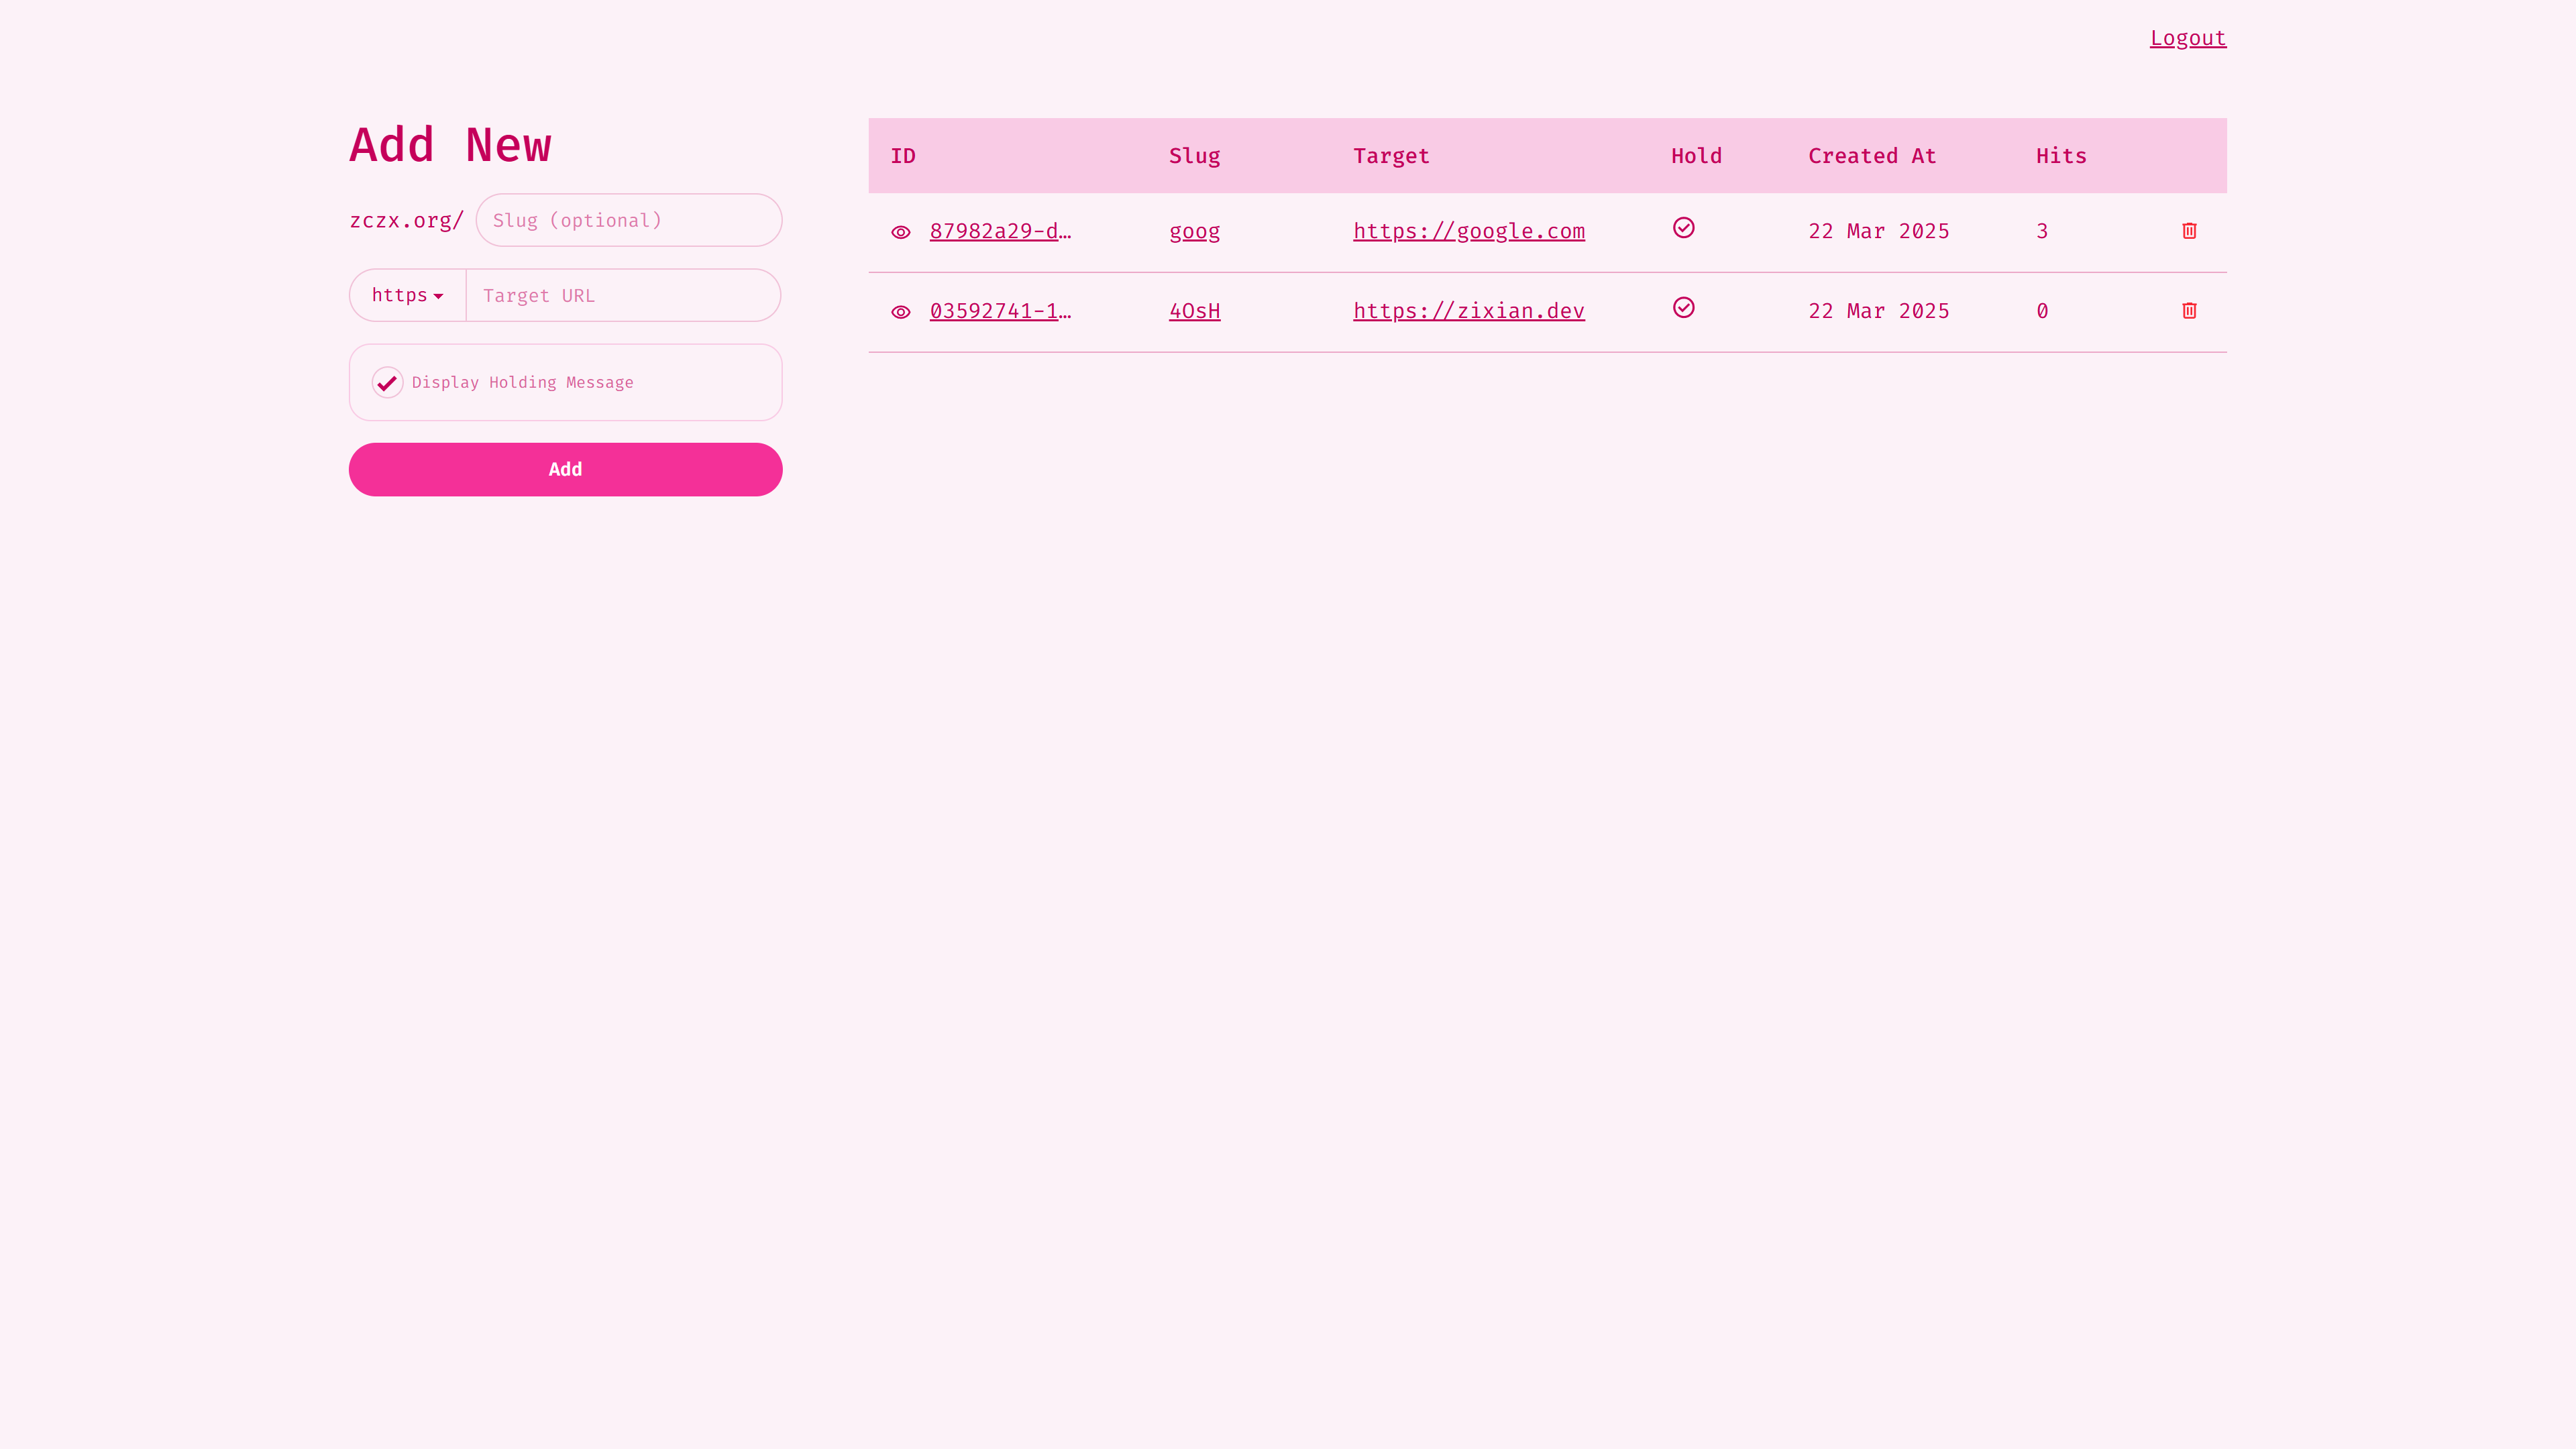 Logout
Add New
zczx.org/ Slug (optional)
https Target URL
Display Holding Message
Add
ID Slug Target Hold Created At Hits
87982a29-d… goog https://google.com 22 Mar 2025 3
03592741-1… 4OsH https://zixian.dev 22 Mar 2025 0